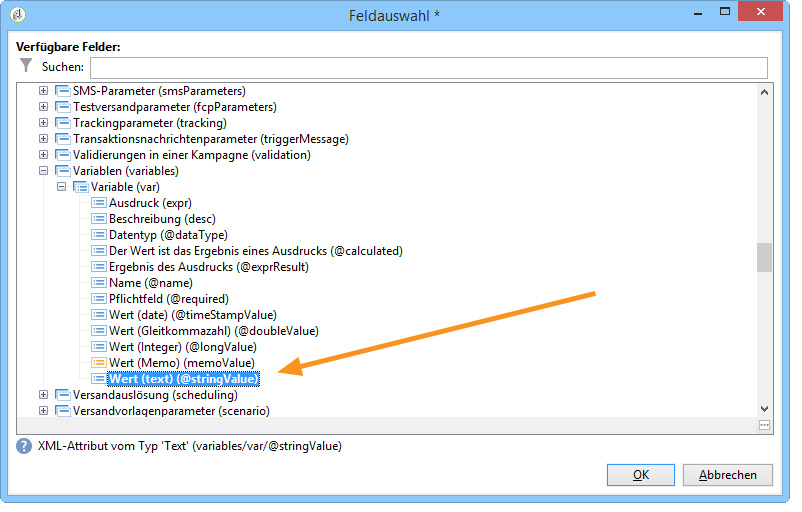 Feldauswahl *
Verfügbare Felder:
Suchen:
SMS-Parameter (smsParameters)
Testversandparameter (fcpParameters)
Trackingparameter (tracking)
Transaktionsnachrichtenparameter (triggerMessage)
Validierungen in einer Kampagne (validation)
Variablen (variables)
Variable (var)
Ausdruck (expr)
Beschreibung (desc)
Datentyp (@dataType)
Der Wert ist das Ergebnis eines Ausdrucks (@calculated)
Ergebnis des Ausdrucks (@exprResult)
Name (@name)
Pflichtfeld (@required)
Wert (date) (@timeStampValue)
Wert (Gleitkommazahl) (@doubleValue)
Wert (Integer) (@longValue)
Wert (Memo) (memoValue)
Wert (text) (@stringValue)
Versandauslösung (scheduling)
Versandvorlagenparameter (scenario)
XML-Attribut vom Typ 'Text' (variables/var/@stringValue)
OK Abbrechen